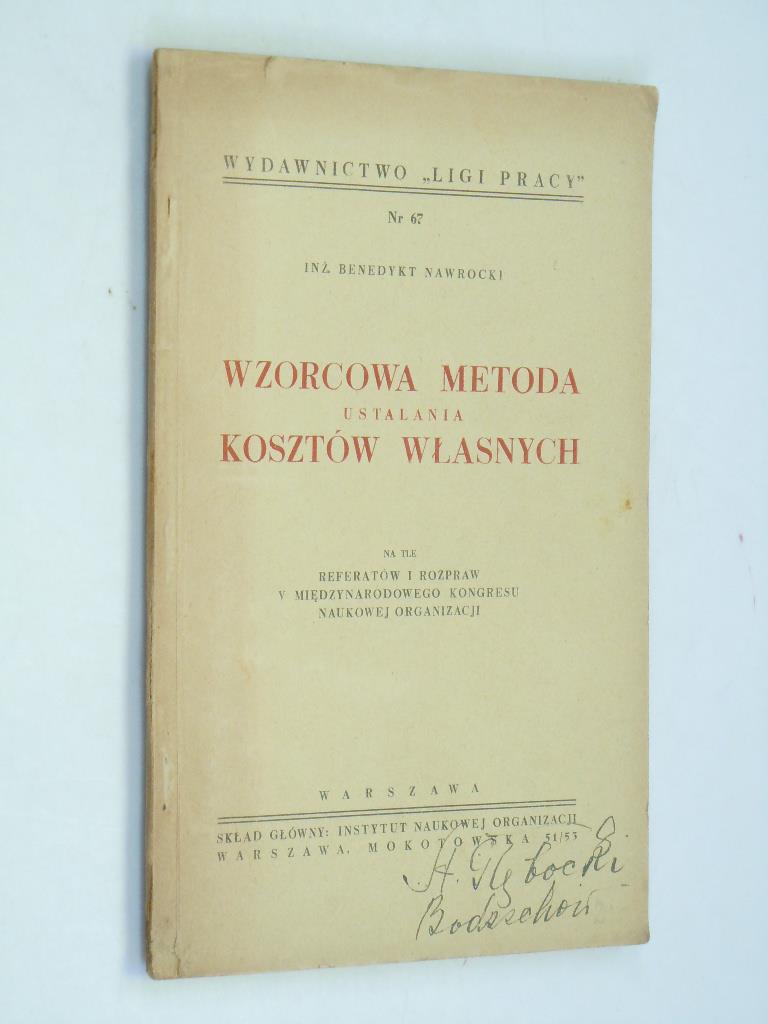 WYDAWNICTWO „LIGI PRACY”
Nr 67
INŻ. BENEDYKT NAWROCKI
WZORCOWA METODA
USTALANIA
KOSZTÓW WŁASNYCH
NA TLE
REFERATÓW I ROZPRAW
V MIĘDZYNARODOWEGO KONGRESU
NAUKOWEJ ORGANIZACJI
WARSZAWA
SKŁAD GŁÓWNY: INSTYTUT NAUKOWEJ ORGANIZACJI
WARSZAWA, MOKOTOWSKA 51/53